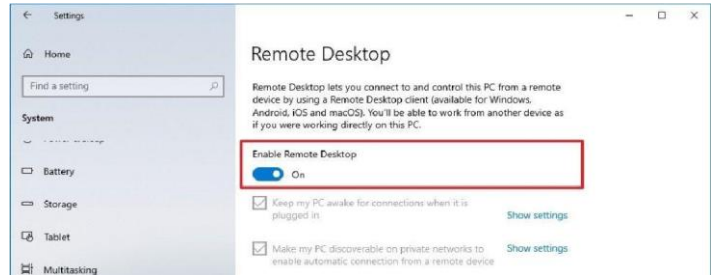 Settings
Home
Find a setting
System
Battery
Storage
Tablet
Multitasking
Remote Desktop
Remote Desktop lets you connect to and control this PC from a remote
device by using a Remote Desktop client (available for Windows,
Android, iOS and macOS). You'll be able to work from another device as
if you were working directly on this PC.
Enable Remote Desktop
On
Keep my PC awake for connections when it is
plugged in
Show settings
Make my PC discoverable on private networks to
enable automatic connection from a remote device
Show settings